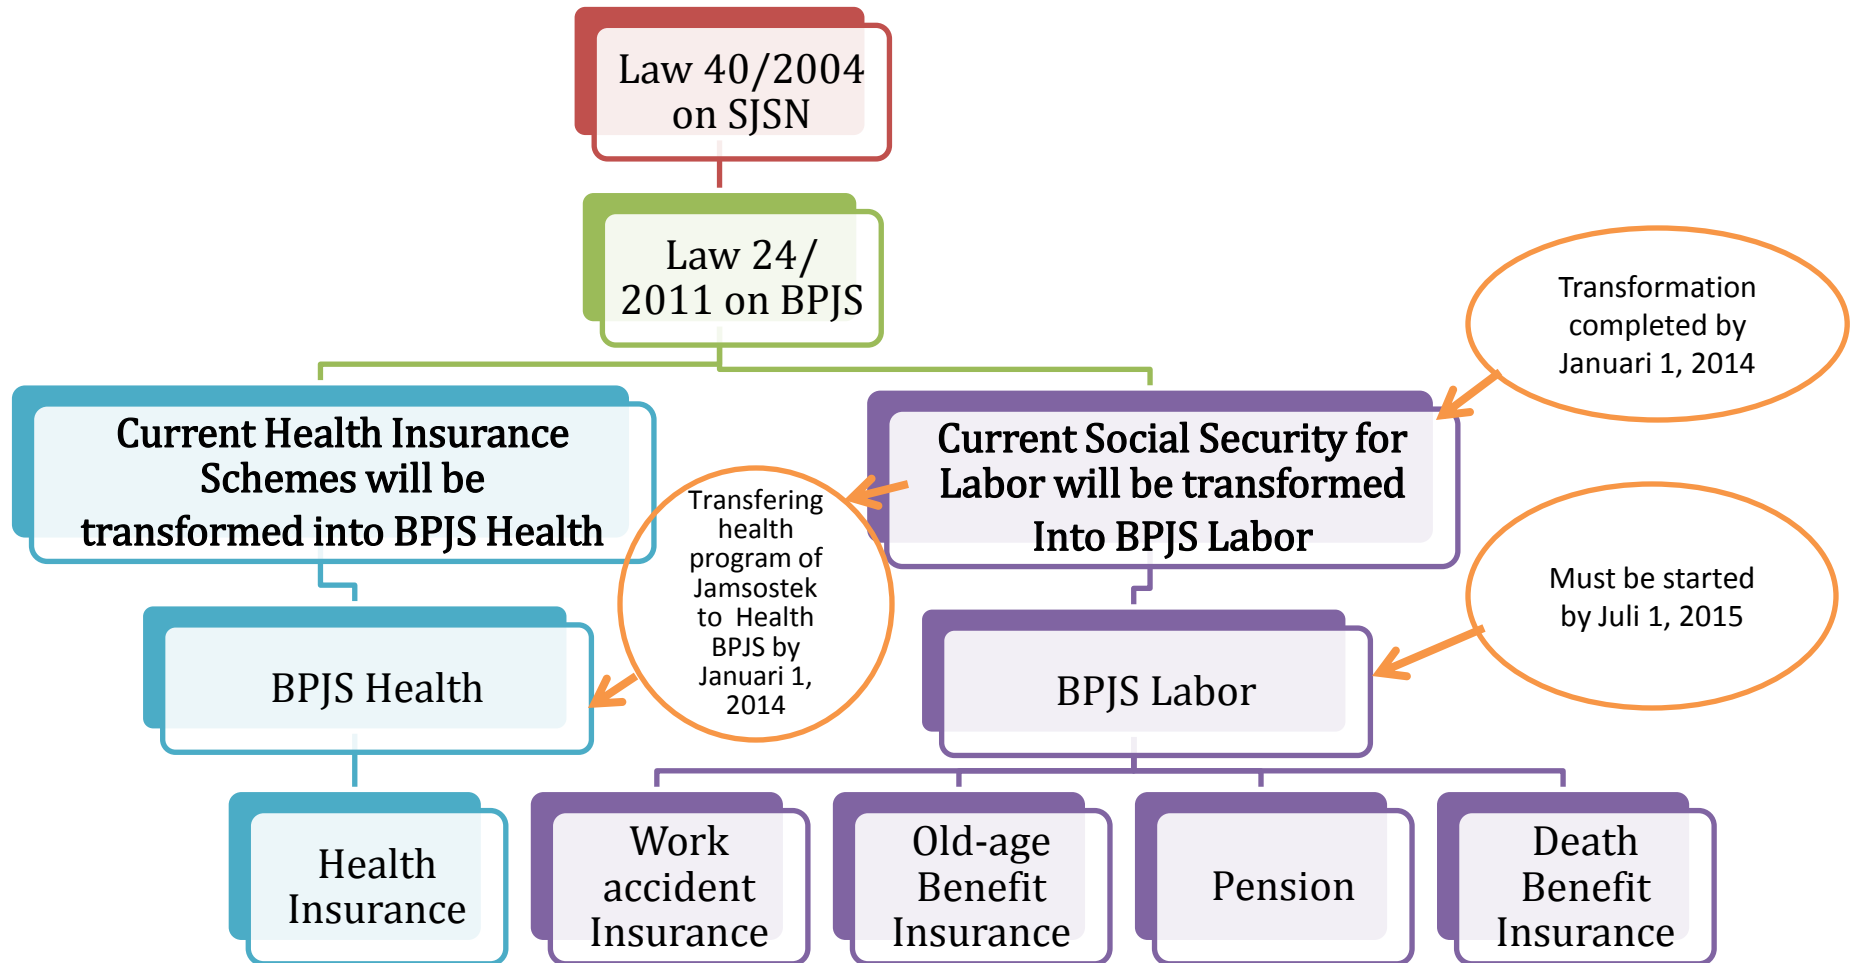 Law 40/2004
on SJSN
Law 24/
2011 on BPJS
Transformation
completed by
Januari 1, 2014
Current Health Insurance
Schemes will be
transformed into BPJS Health
Current Social Security for
Labor will be transformed
Into BPJS Labor
Transfering
health
program of
Jamsostek
to Health
BPJS by
Januari 1,
2014
Must be started
by Juli 1, 2015
BPJS Health
BPJS Labor
Health
Insurance
Work
accident
Insurance
Old-age
Benefit
Insurance
Pension
Death
Benefit
Insurance